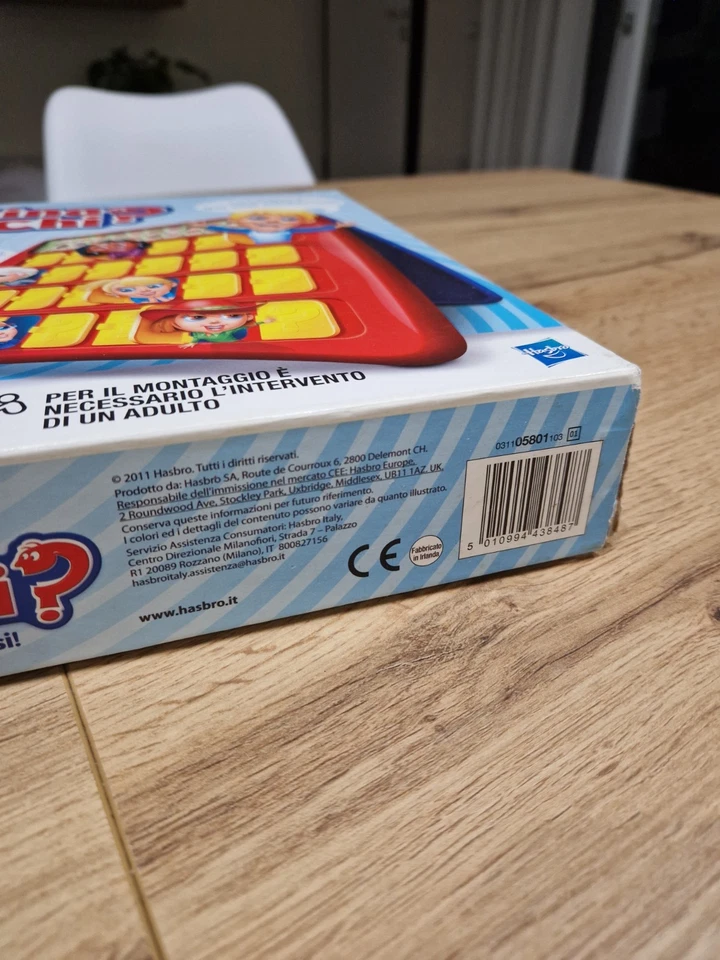 Chi?
Hasbro
PER IL MONTAGGIO È
NECESSARIO L'INTERVENTO
DI UN ADULTO
© 2011 Hasbro. Tutti i diritti riservati.
Prodotto da: Hasbro SA, Route de Courroux 6, 2800 Delemont CH.
Responsabile dell'immissione nel mercato CEE: Hasbro Europe,
2 Roundwood Ave, Stockley Park, Uxbridge, Middlesex, UB11 1AZ, UK.
Conserva queste informazioni per futuro riferimento.
I colori ed i dettagli del contenuto possono variare da quanto illustrato.
Servizio Assistenza Consumatori: Hasbro Italy,
Centro Direzionale Milanofiori, Strada 7 – Palazzo
R1 20089 Rozzano (Milano), IT 800827156
hasbroitaly.assistenza@hasbro.it
www.hasbro.it
CE
Fabbricato
in Irlanda
031105801103 01
5 010994 438487
i?
si!